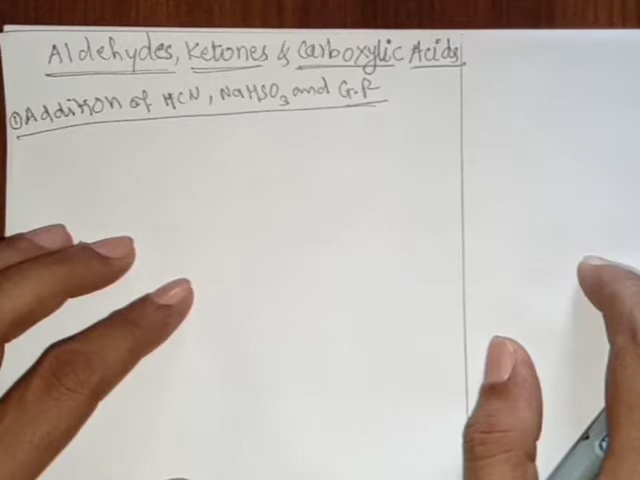 Aldehydes, Ketones & Carboxylic Acids
① Addition of HCN, NaHSO₃ and G.R